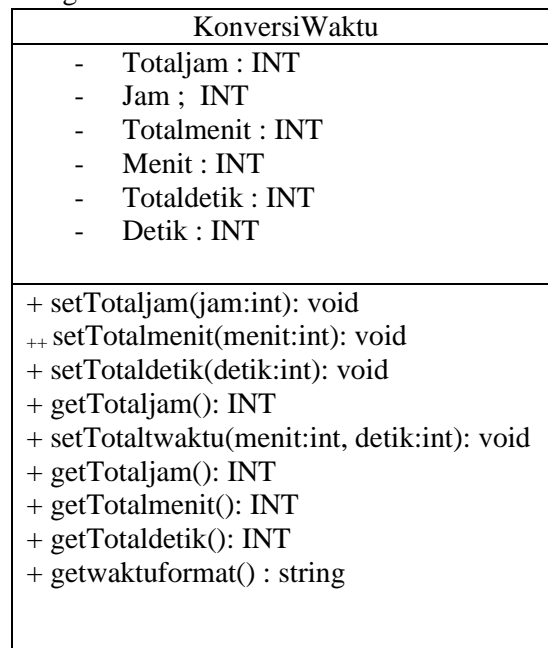 KonversiWaktu
- Totaljam : INT
- Jam ; INT
- Totalmenit : INT
- Menit : INT
- Totaldetik : INT
- Detik : INT
+ setTotaljam(jam:int): void
++ setTotalmenit(menit:int): void
+ setTotaldetik(detik:int): void
+ getTotaljam(): INT
+ setTotaltwaktu(menit:int, detik:int): void
+ getTotaljam(): INT
+ getTotalmenit(): INT
+ getTotaldetik(): INT
+ getwaktuformat() : string